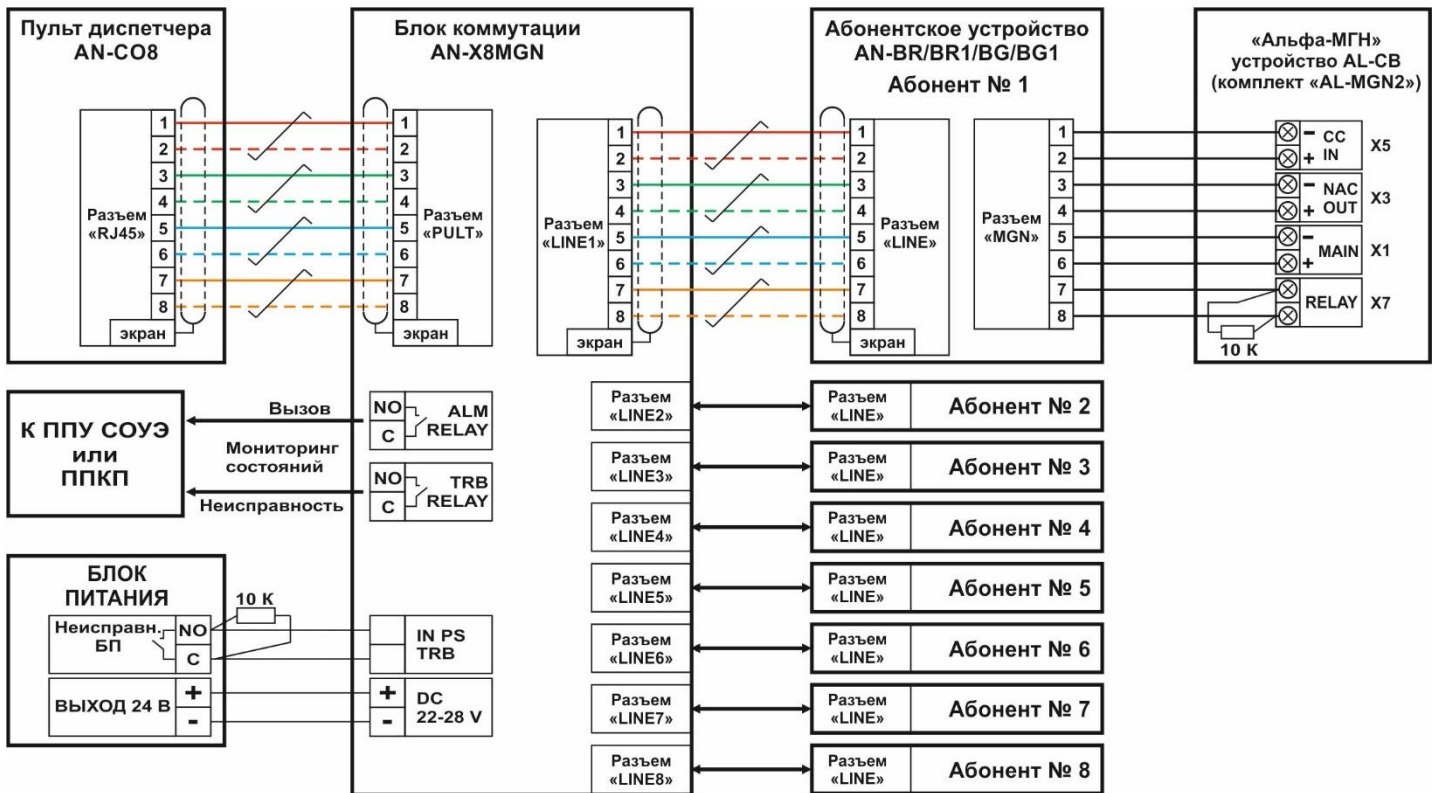 Пульт диспетчера
AN-CO8
Разъем
«RJ45»
1
2
3
4
5
6
7
8
экран
Блок коммутации
AN-X8MGN
1
2
3
4
5
6
7
8
Разъем
«PULT»
экран
Разъем
«LINE1»
1
2
3
4
5
6
7
8
экран
Абонентское устройство
AN-BR/BR1/BG/BG1
Абонент № 1
1
2
3
4
5
6
7
8
Разъем
«LINE»
экран
Разъем
«MGN»
1
2
3
4
5
6
7
8
«Альфа-МГН»
устройство AL-CB
(комплект «AL-MGN2»)
– CC
+ IN
X5
– NAC
+ OUT
X3
–
+ MAIN
X1
RELAY
X7
10 К
К ППУ СОУЭ
или
ППКП
Вызов
Мониторинг
состояний
Неисправность
NO
C
ALM
RELAY
NO
C
TRB
RELAY
БЛОК
ПИТАНИЯ
Неисправн.
БП
NO
C
10 К
ВЫХОД 24 В
+
-
IN PS
TRB
+
-
DC
22-28 V
Разъем
«LINE2»
Разъем
«LINE»
Абонент № 2
Разъем
«LINE3»
Разъем
«LINE»
Абонент № 3
Разъем
«LINE4»
Разъем
«LINE»
Абонент № 4
Разъем
«LINE5»
Разъем
«LINE»
Абонент № 5
Разъем
«LINE6»
Разъем
«LINE»
Абонент № 6
Разъем
«LINE7»
Разъем
«LINE»
Абонент № 7
Разъем
«LINE8»
Разъем
«LINE»
Абонент № 8